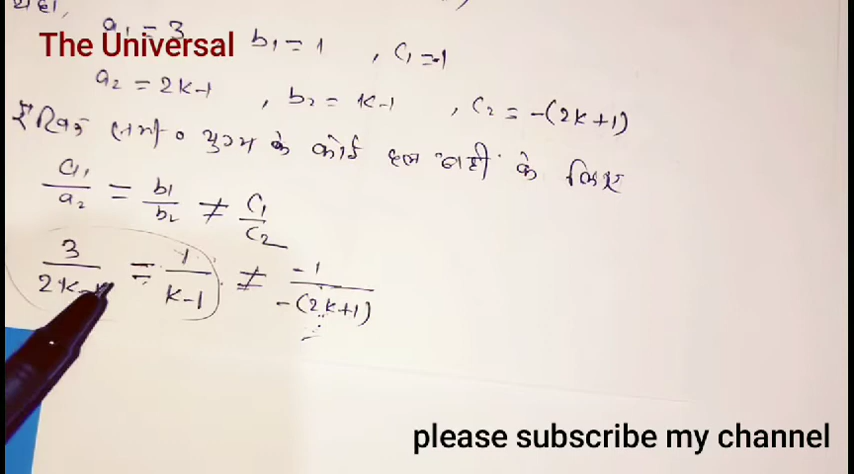 यहाँ,
a₁ = 3 , b₁ = 1 , c₁ = -1
The Universal
a₂ = 2k-1 , b₂ = k-1 , c₂ = -(2k+1)
रैखिक समी० युग्म के कोई हल नहीं के लिए
a₁/a₂ = b₁/b₂ ≠ c₁/c₂
3/(2k-1) = 1/(k-1) ≠ -1/-(2k+1)
please subscribe my channel